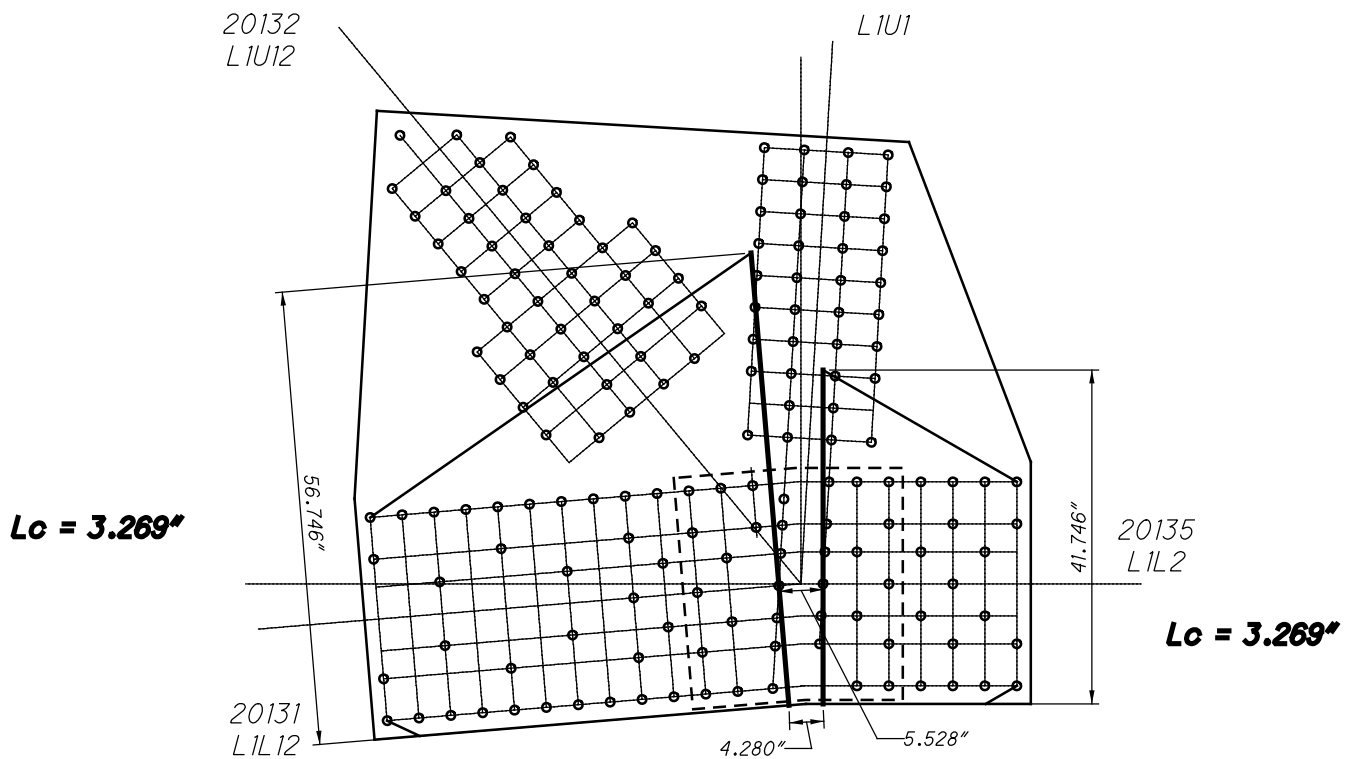 20132
L1U12
L1U1
56.746"
Lc = 3.269"
41.746"
20135
L1L2
Lc = 3.269"
20131
L1L12
4.280"
5.528"